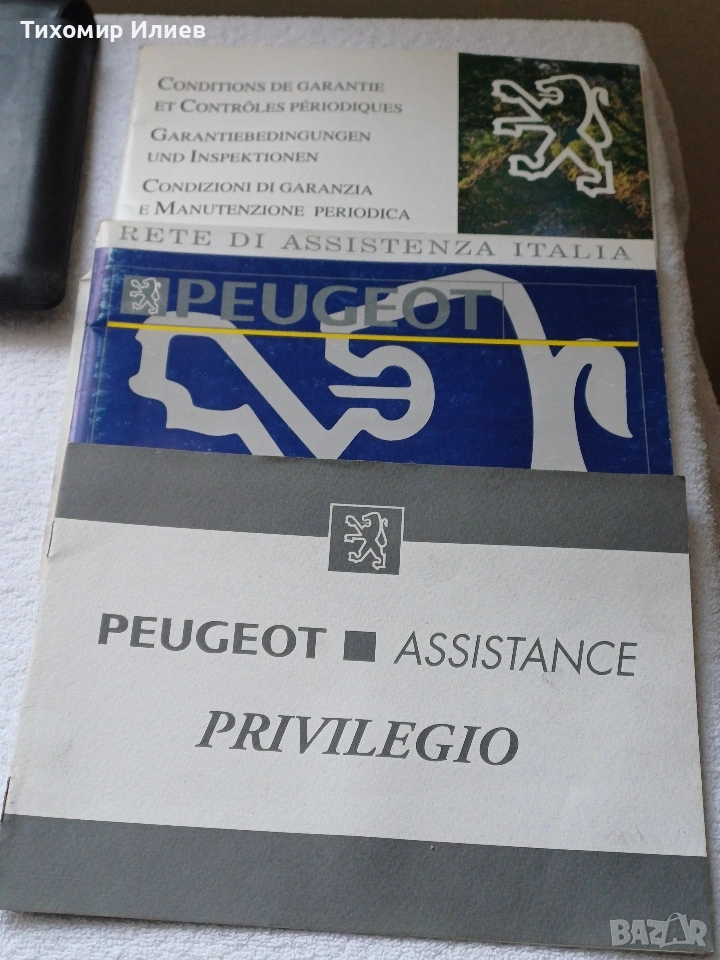 Тихомир Илиев
CONDITIONS DE GARANTIE
ET CONTRÔLES PÉRIODIQUES
GARANTIEBEDINGUNGEN
UND INSPEKTIONEN
CONDIZIONI DI GARANZIA
E MANUTENZIONE PERIODICA
RETE DI ASSISTENZA ITALIA
PEUGEOT
PEUGEOT ASSISTANCE
PRIVILEGIO
BAZAR